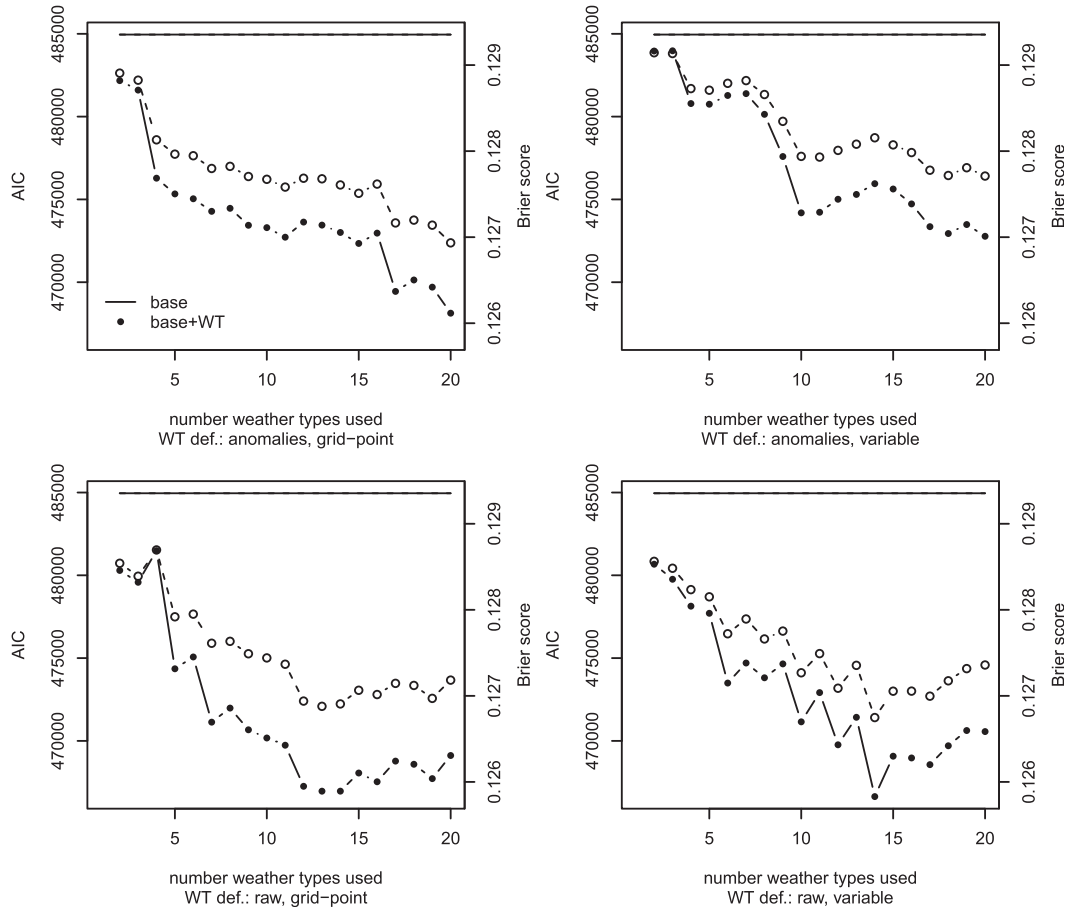 485000
480000
475000
470000
AIC
0.129
0.128
0.127
0.126
Brier score
base
base+WT
5 10 15 20
number weather types used
WT def.: anomalies, grid−point
485000
480000
475000
470000
AIC
0.129
0.128
0.127
0.126
Brier score
5 10 15 20
number weather types used
WT def.: anomalies, variable
485000
480000
475000
470000
AIC
0.129
0.128
0.127
0.126
Brier score
5 10 15 20
number weather types used
WT def.: raw, grid−point
485000
480000
475000
470000
AIC
0.129
0.128
0.127
0.126
Brier score
5 10 15 20
number weather types used
WT def.: raw, variable